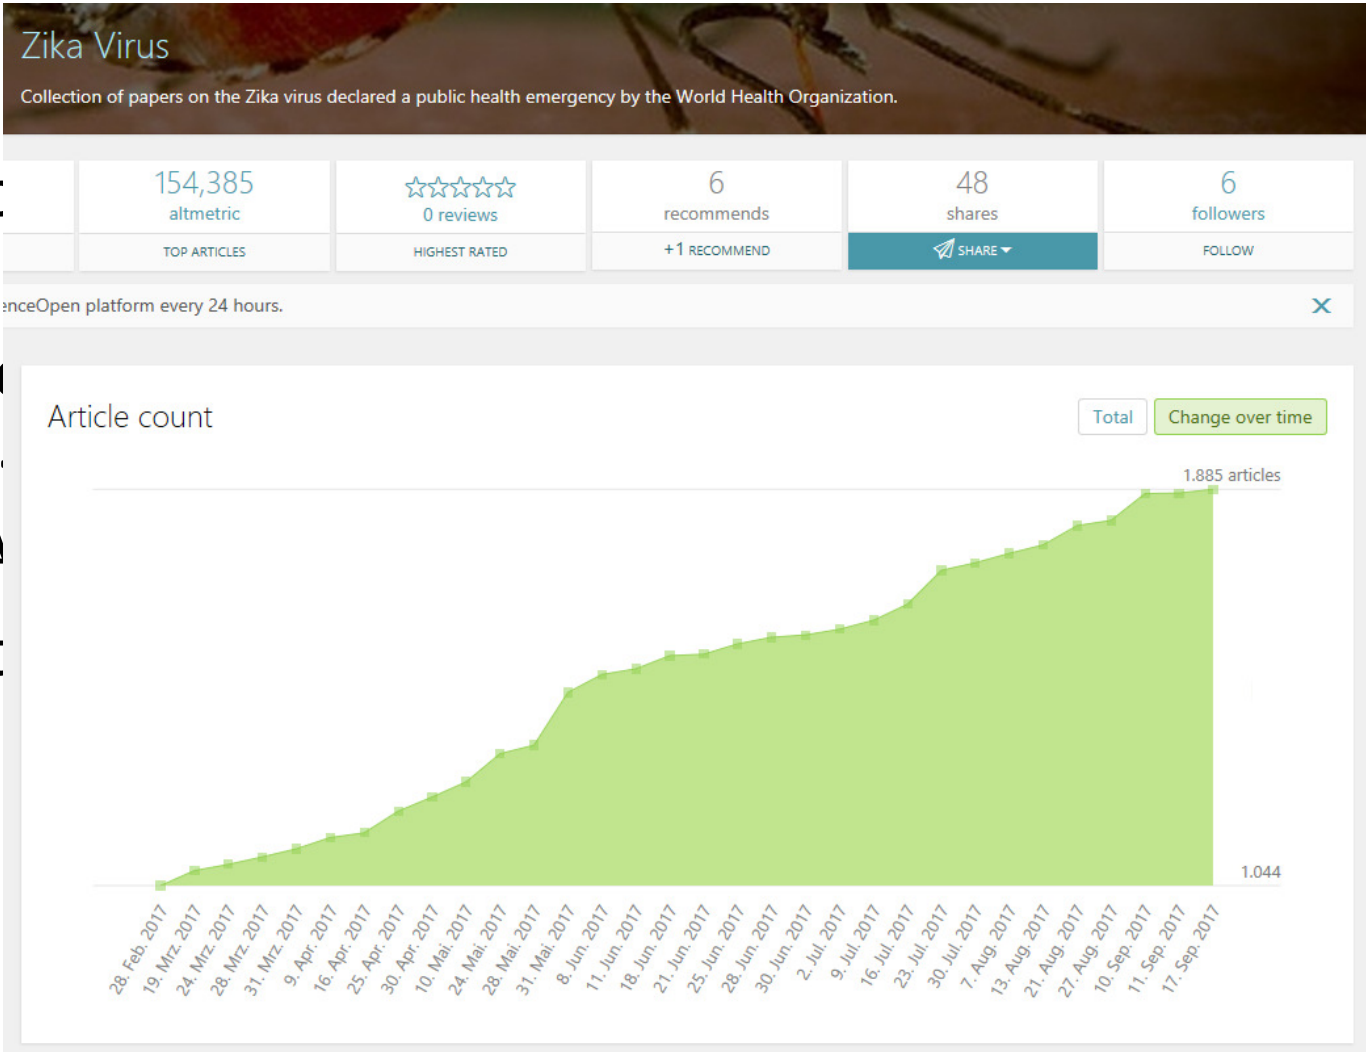 Zika Virus
Collection of papers on the Zika virus declared a public health emergency by the World Health Organization.
154,385
altmetric
TOP ARTICLES
0 reviews
HIGHEST RATED
6
recommends
+1 RECOMMEND
48
shares
SHARE
6
followers
FOLLOW
enceOpen platform every 24 hours.
Article count
Total
Change over time
1.885 articles
1.044
28. Feb. 2017
19. Mrz. 2017
24. Mrz. 2017
28. Mrz. 2017
31. Mrz. 2017
9. Apr. 2017
16. Apr. 2017
25. Apr. 2017
30. Apr. 2017
10. Mai. 2017
24. Mai. 2017
28. Mai. 2017
31. Mai. 2017
8. Jun. 2017
11. Jun. 2017
18. Jun. 2017
21. Jun. 2017
25. Jun. 2017
28. Jun. 2017
30. Jun. 2017
2. Jul. 2017
9. Jul. 2017
16. Jul. 2017
23. Jul. 2017
30. Jul. 2017
7. Aug. 2017
13. Aug. 2017
21. Aug. 2017
27. Aug. 2017
10. Sep. 2017
11. Sep. 2017
17. Sep. 2017